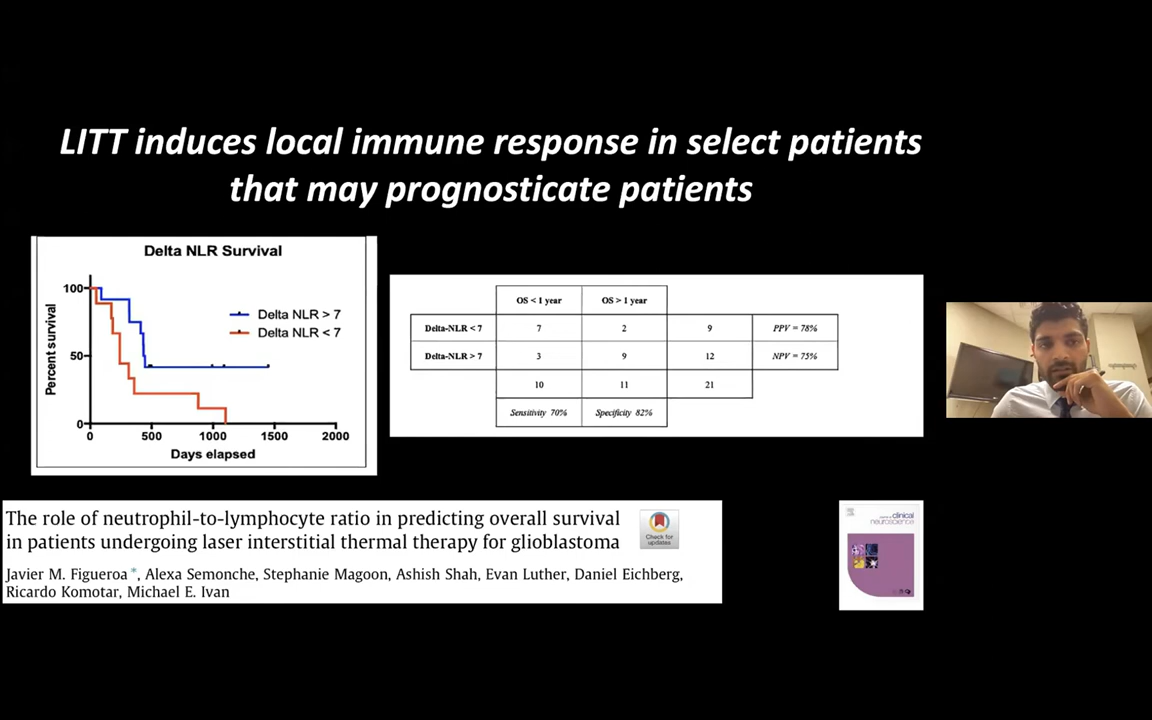 LITT induces local immune response in select patients
that may prognosticate patients
Delta NLR Survival
100
50
0
Percent survival
Delta NLR > 7
Delta NLR < 7
0 500 1000 1500 2000
Days elapsed
OS < 1 year OS > 1 year
Delta-NLR < 7 7 2 9 PPV = 78%
Delta-NLR > 7 3 9 12 NPV = 75%
10 11 21
Sensitivity 70% Specificity 82%
The role of neutrophil-to-lymphocyte ratio in predicting overall survival
in patients undergoing laser interstitial thermal therapy for glioblastoma
Check for
updates
Javier M. Figueroa *, Alexa Semonche, Stephanie Magoon, Ashish Shah, Evan Luther, Daniel Eichberg,
Ricardo Komotar, Michael E. Ivan
clinical
neuroscience